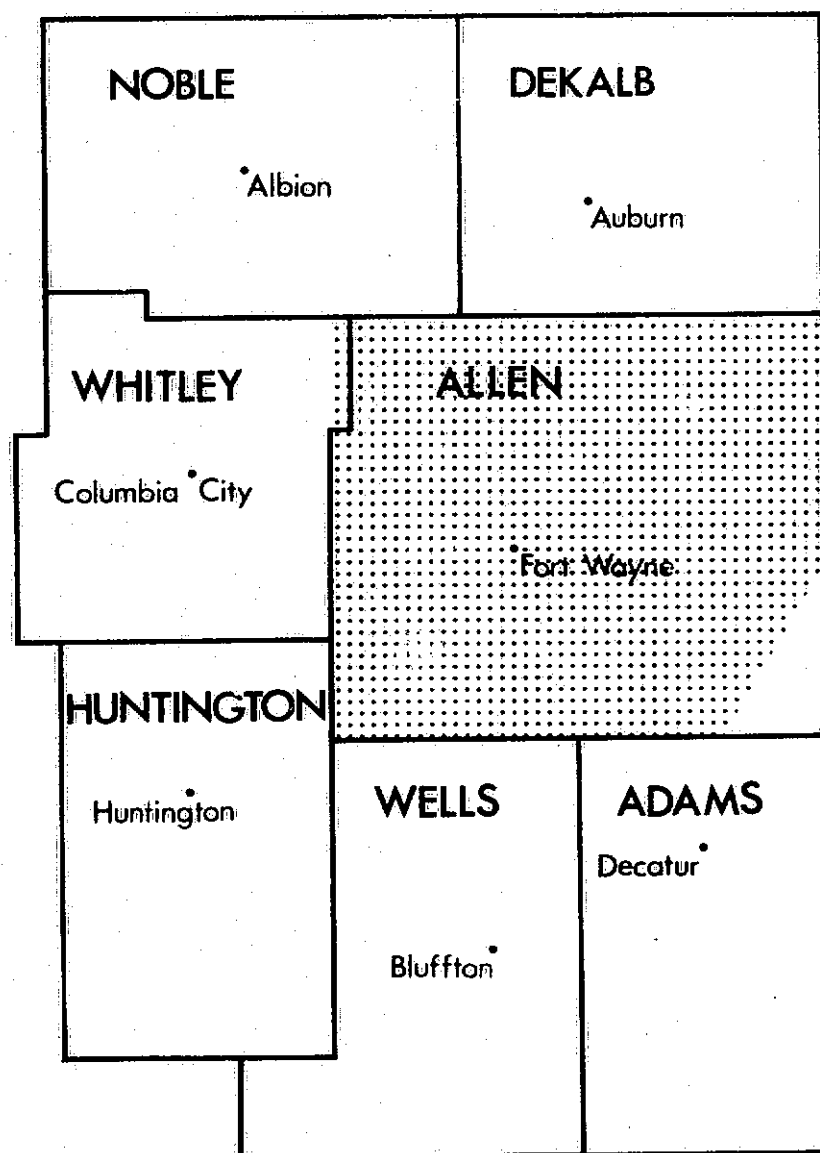 NOBLE
DEKALB
Albion
Auburn
WHITLEY
ALLEN
Columbia City
Fort Wayne
HUNTINGTON
Huntington
WELLS
ADAMS
Decatur
Bluffton